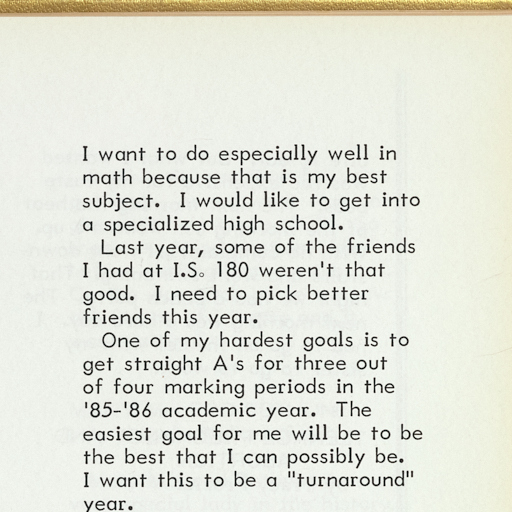 I want to do especially well in
math because that is my best
subject.  I would like to get into
a specialized high school.
Last year, some of the friends
I had at I.S. 180 weren't that
good.  I need to pick better
friends this year.
One of my hardest goals is to
get straight A's for three out
of four marking periods in the
'85-'86 academic year.  The
easiest goal for me will be to be
the best that I can possibly be.
I want this to be a "turnaround"
year.